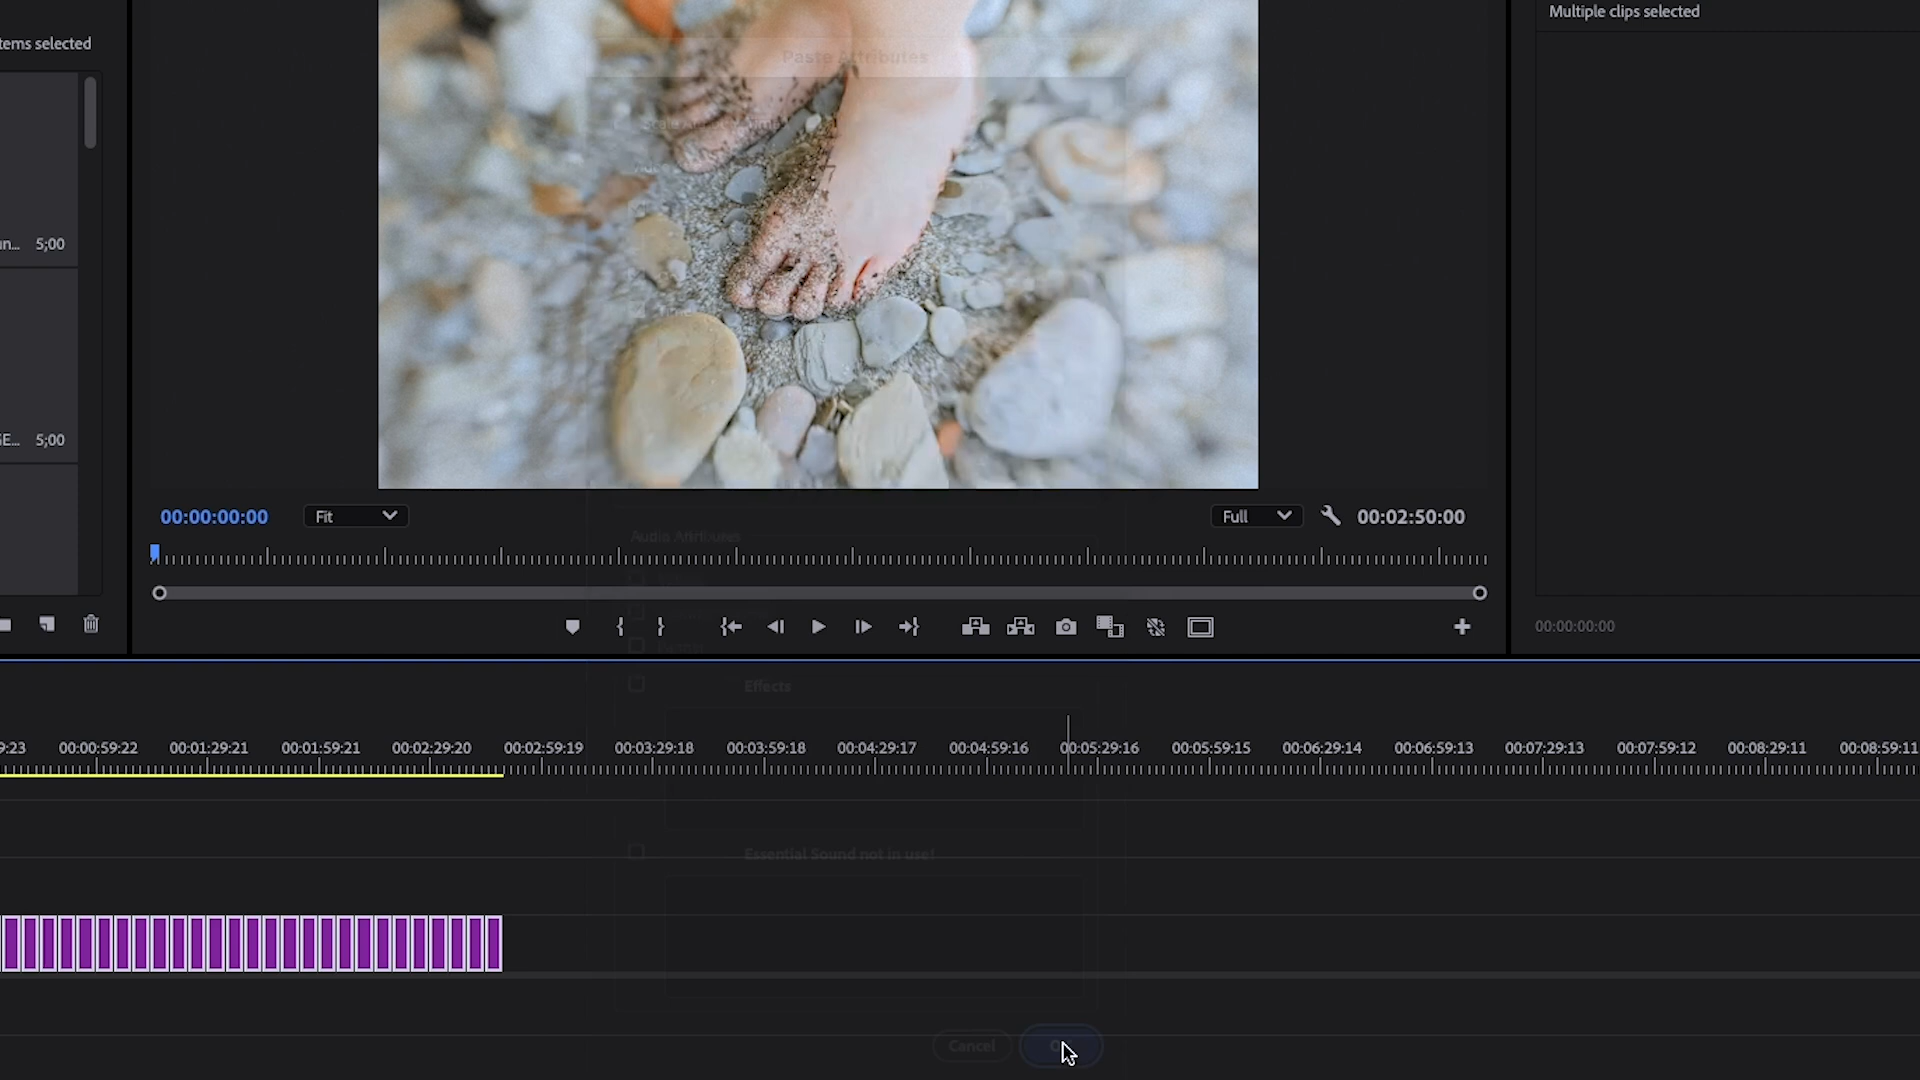 Multiple clips selected
tems selected
Paste Attributes
un... 5;00
GE... 5;00
00:00:00:00
Fit
Full
00:02:50:00
Audio Attributes
00:00:00:00
Effects
9:23 00:00:59:22 00:01:29:21 00:01:59:21 00:02:29:20 00:02:59:19 00:03:29:18 00:03:59:18 00:04:29:17 00:04:59:16 00:05:29:16 00:05:59:15 00:06:29:14 00:06:59:13 00:07:29:13 00:07:59:12 00:08:29:11 00:08:59:11
Essential Sound not in use!
Cancel